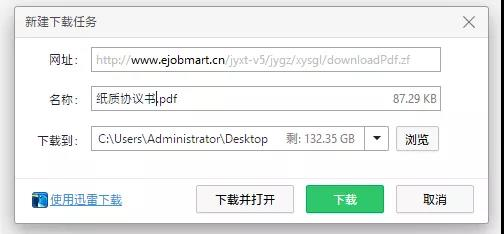 新建下载任务
网址: http://www.ejobmart.cn/jyxt-v5/jygz/xysgl/downloadPdf.zf
名称: 纸质协议书.pdf 87.29 KB
下载到: C:\Users\Administrator\Desktop 剩: 132.35 GB 浏览
使用迅雷下载 下载并打开 下载 取消